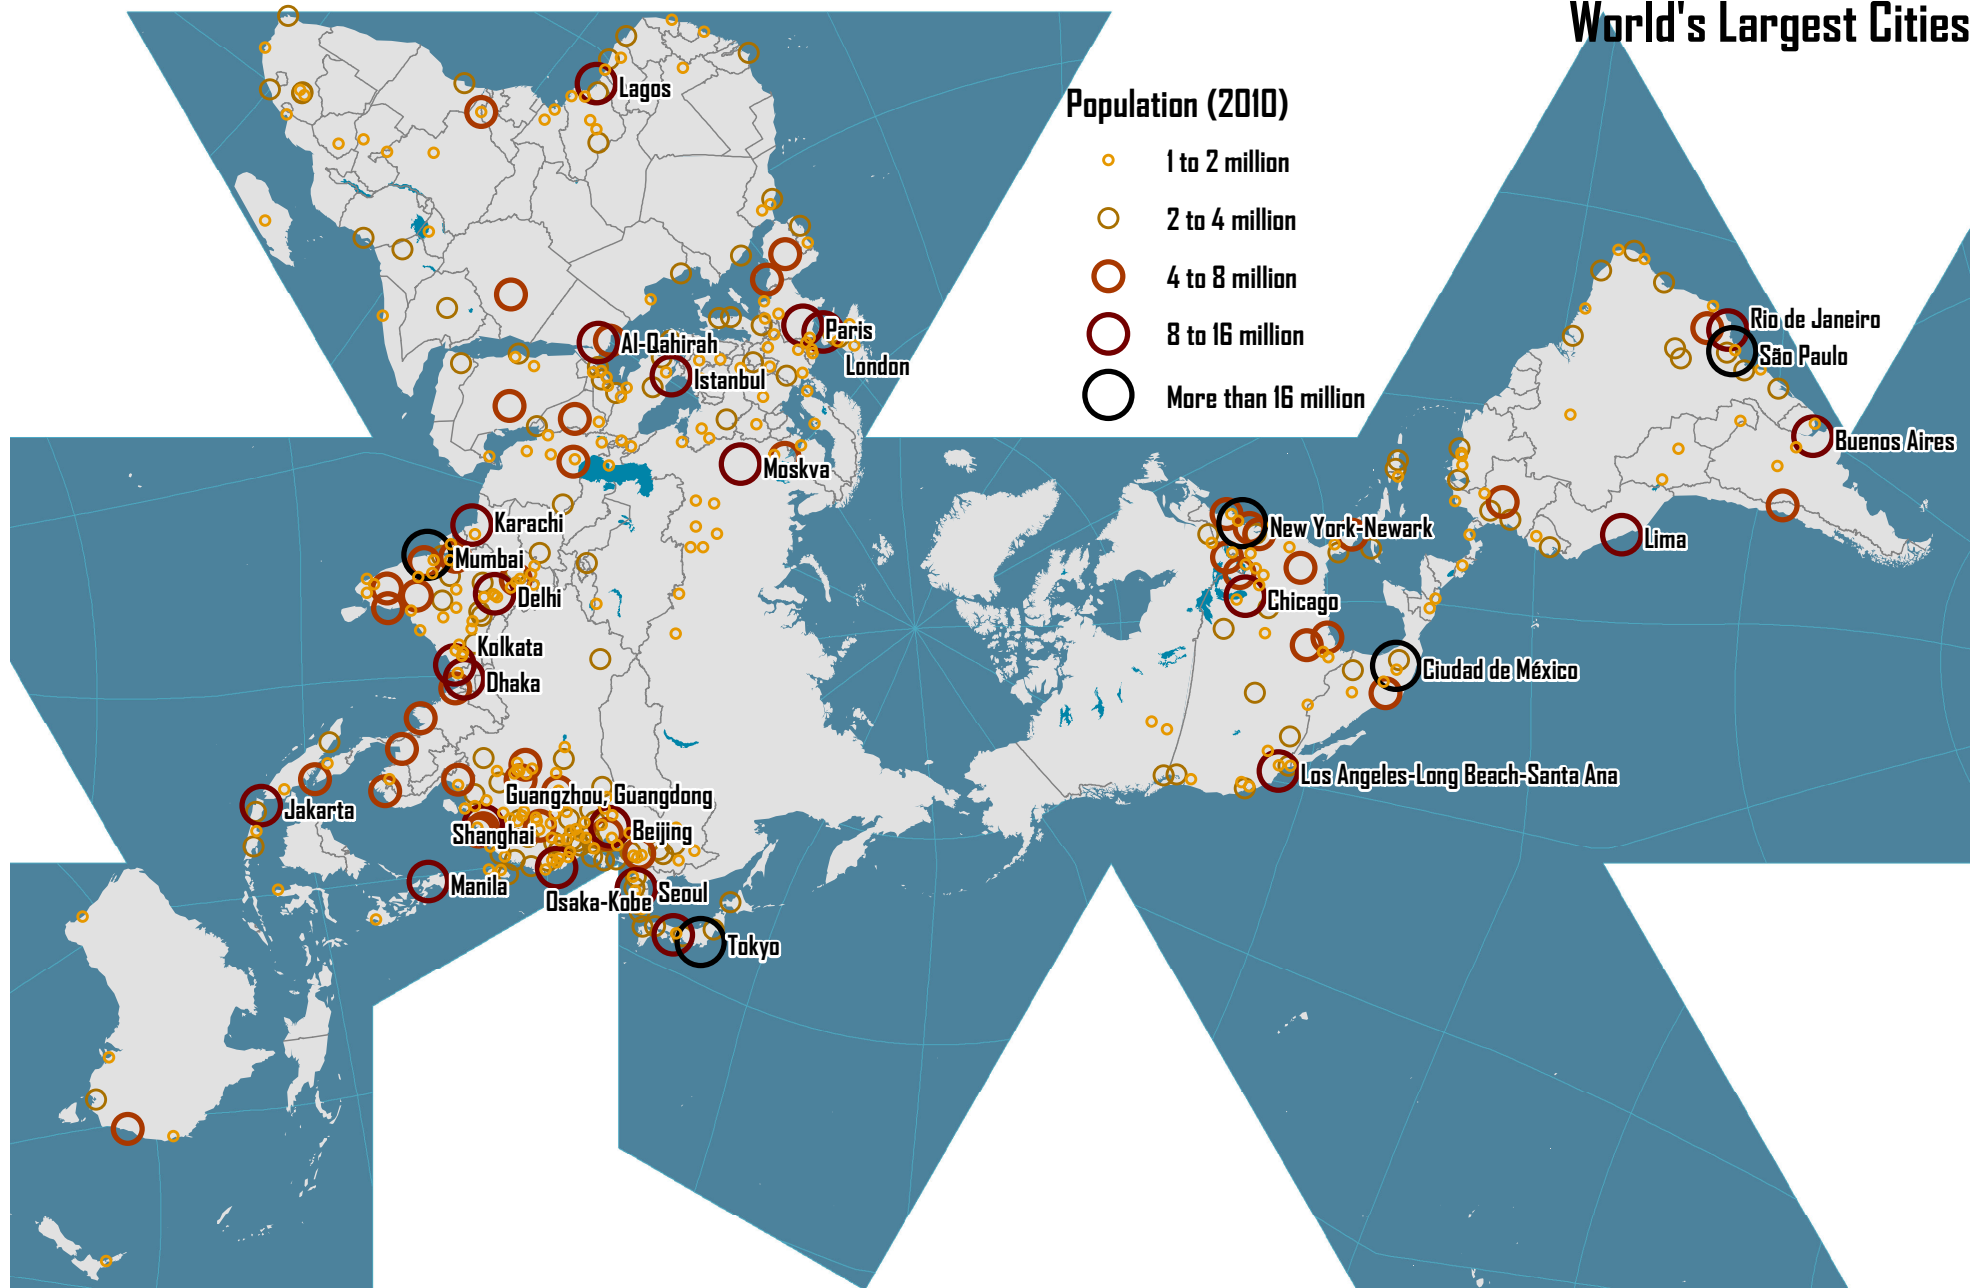 World's Largest Cities
Population (2010)
1 to 2 million
2 to 4 million
4 to 8 million
8 to 16 million
More than 16 million
Lagos
Paris
London
Al-Qahirah
Istanbul
Moskva
Karachi
Mumbai
Delhi
Kolkata
Dhaka
Jakarta
Guangzhou, Guangdong
Shanghai
Beijing
Manila
Osaka-Kobe
Seoul
Tokyo
New York-Newark
Chicago
Ciudad de México
Los Angeles-Long Beach-Santa Ana
Rio de Janeiro
São Paulo
Buenos Aires
Lima